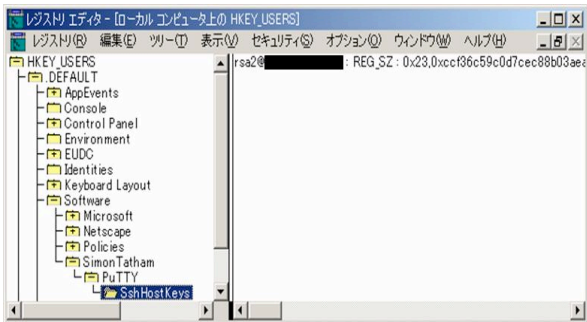 レジストリ エディタ - [ローカル コンピュータ上の HKEY_USERS]
レジストリ(R) 編集(E) ツリー(T) 表示(V) セキュリティ(S) オプション(O) ウィンドウ(W) ヘルプ(H)
HKEY_USERS
.DEFAULT
AppEvents
Console
Control Panel
Environment
EUDC
Identities
Keyboard Layout
Software
Microsoft
Netscape
Policies
SimonTatham
PuTTY
SshHostKeys
rsa2@ : REG_SZ : 0x23,0xccf36c59c0d7cec88b03aea